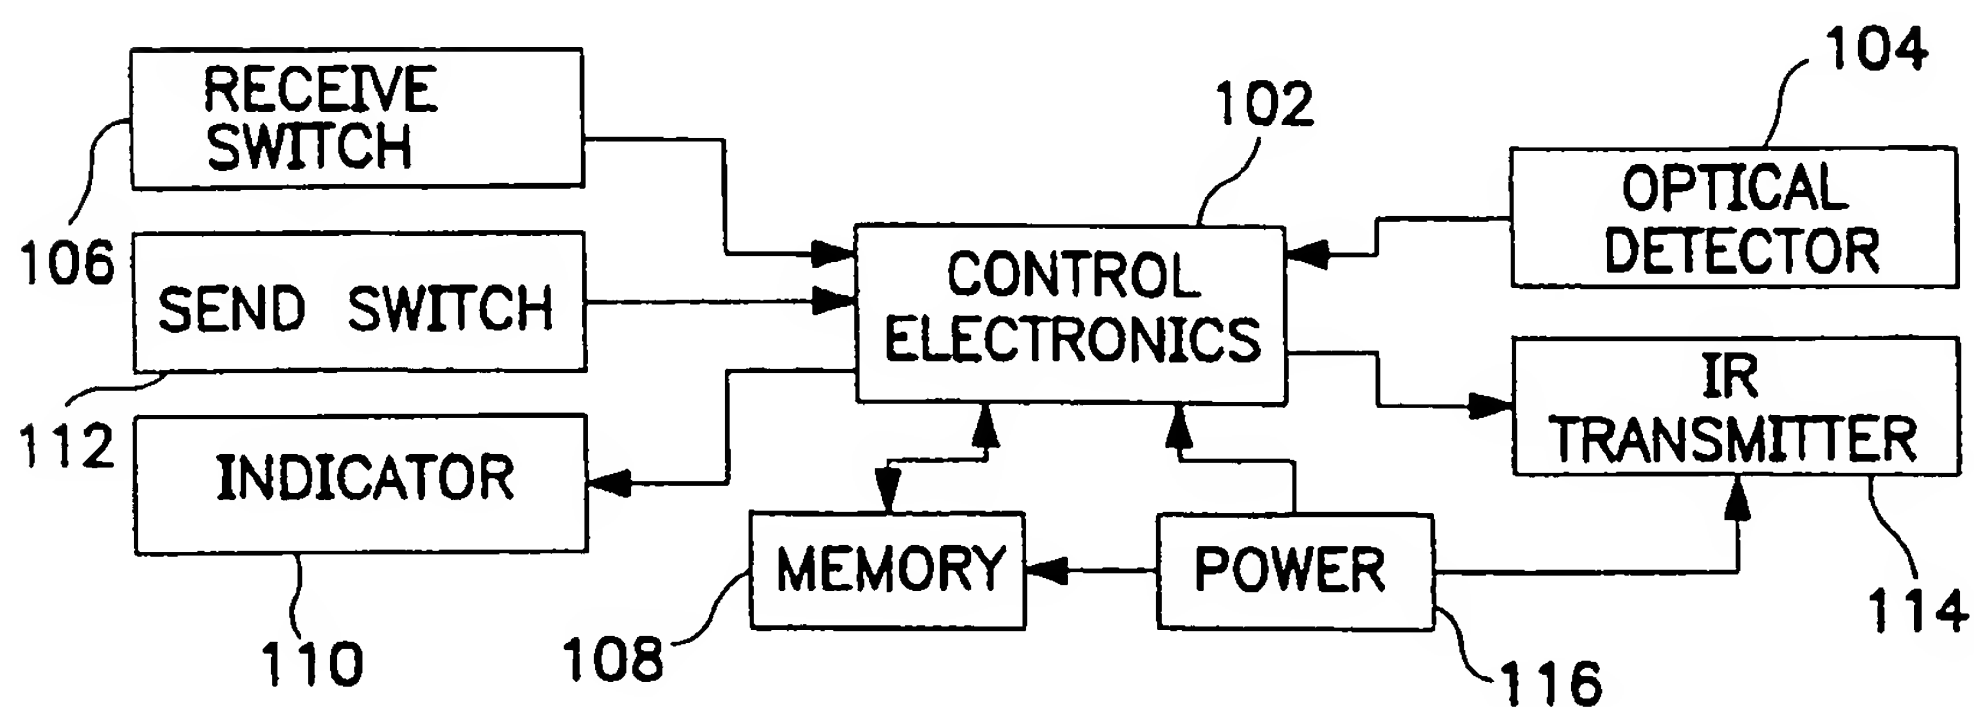 RECEIVE
SWITCH
106
SEND SWITCH
112
INDICATOR
110
102
CONTROL
ELECTRONICS
MEMORY
108
POWER
116
104
OPTICAL
DETECTOR
IR
TRANSMITTER
114